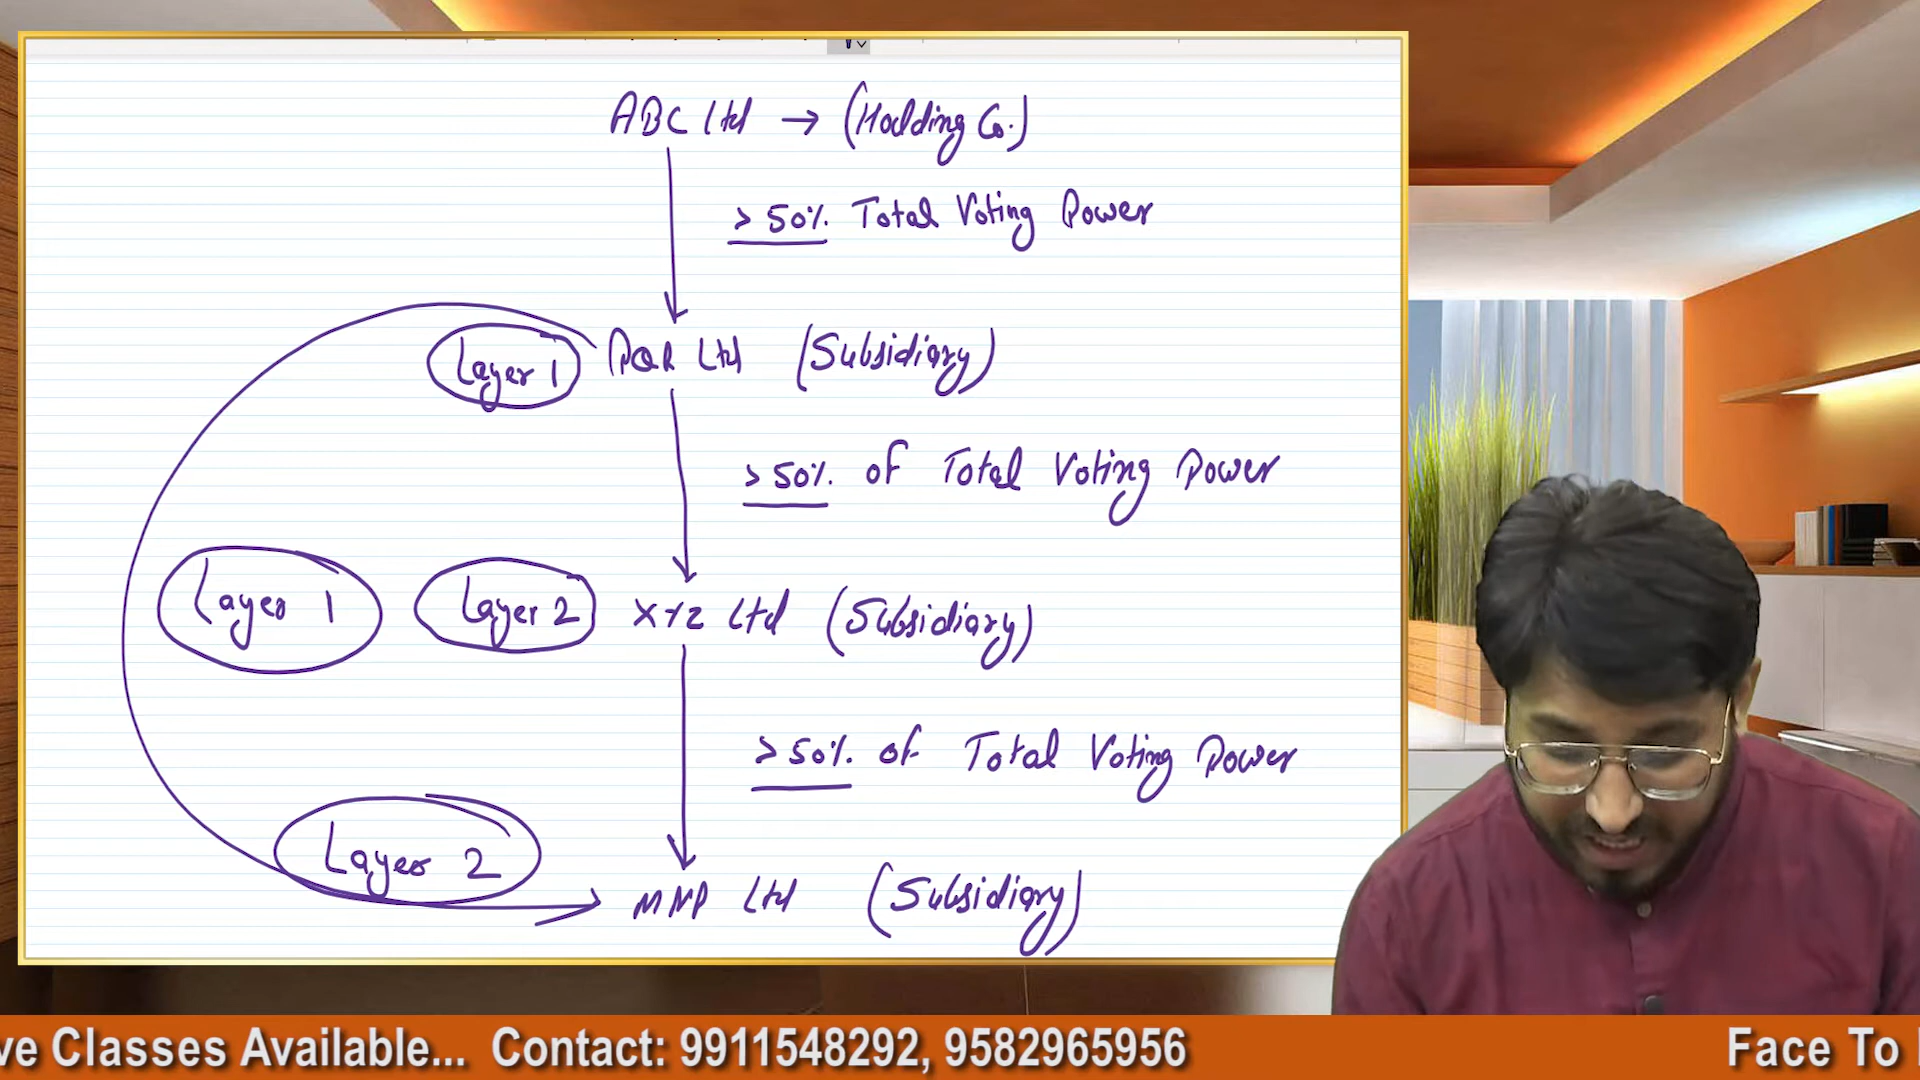 ABC Ltd → (Holding Co.)
> 50% Total Voting Power
Layer 1 PQR Ltd (Subsidiary)
> 50% of Total Voting Power
Layer 1 Layer 2 XYZ Ltd (Subsidiary)
> 50% of Total Voting Power
Layer 2
MNP Ltd (Subsidiary)
ve Classes Available... Contact: 9911548292, 9582965956 Face To